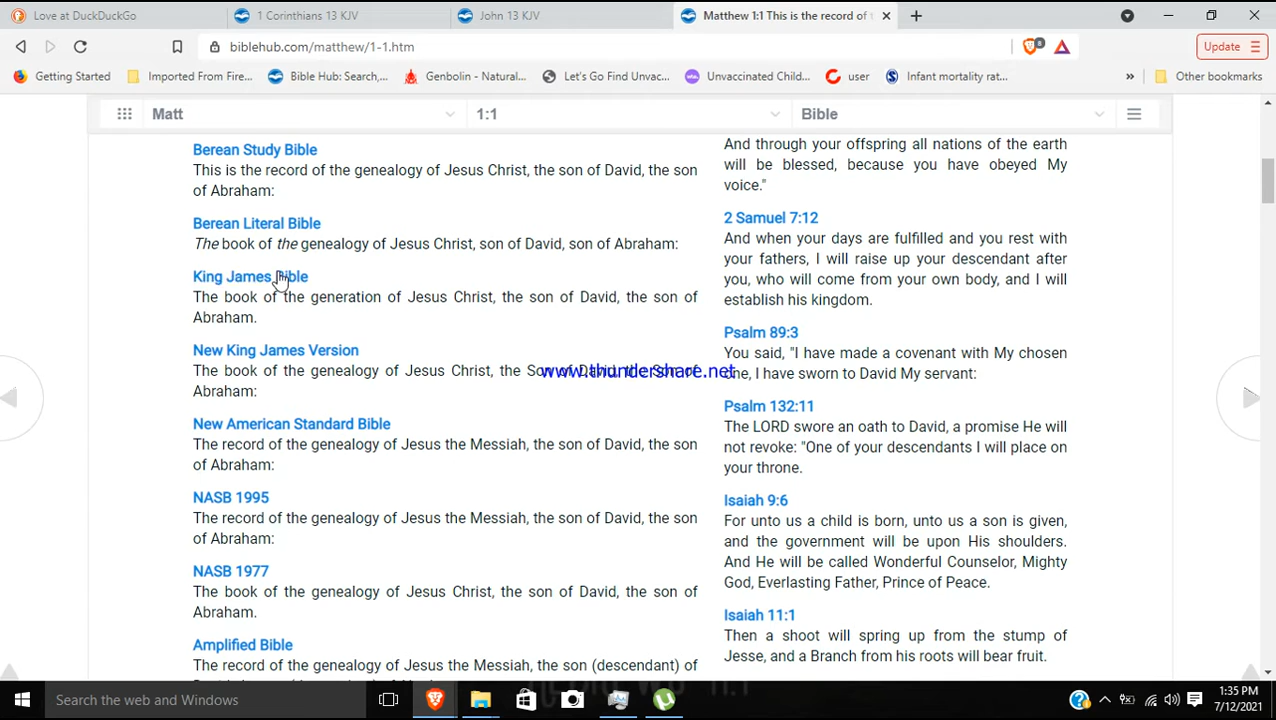 Love at DuckDuckGo
1 Corinthians 13 KJV
John 13 KJV
Matthew 1:1 This is the record of t
biblehub.com/matthew/1-1.htm
8
Update
Getting Started
Imported From Fire...
Bible Hub: Search,...
Genbolin - Natural...
Let's Go Find Unvac...
Unvaccinated Child...
user
Infant mortality rat...
»
Other bookmarks
Matt
1:1
Bible
Berean Study Bible
This is the record of the genealogy of Jesus Christ, the son of David, the son
of Abraham:
Berean Literal Bible
The book of the genealogy of Jesus Christ, son of David, son of Abraham:
King James Bible
The book of the generation of Jesus Christ, the son of David, the son of
Abraham.
New King James Version
The book of the genealogy of Jesus Christ, the Son of David, the Son of
Abraham:
New American Standard Bible
The record of the genealogy of Jesus the Messiah, the son of David, the son
of Abraham:
NASB 1995
The record of the genealogy of Jesus the Messiah, the son of David, the son
of Abraham:
NASB 1977
The book of the genealogy of Jesus Christ, the son of David, the son of
Abraham.
Amplified Bible
The record of the genealogy of Jesus the Messiah, the son (descendant) of
And through your offspring all nations of the earth
will be blessed, because you have obeyed My
voice."
2 Samuel 7:12
And when your days are fulfilled and you rest with
your fathers, I will raise up your descendant after
you, who will come from your own body, and I will
establish his kingdom.
Psalm 89:3
You said, "I have made a covenant with My chosen
one, I have sworn to David My servant:
Psalm 132:11
The LORD swore an oath to David, a promise He will
not revoke: "One of your descendants I will place on
your throne.
Isaiah 9:6
For unto us a child is born, unto us a son is given,
and the government will be upon His shoulders.
And He will be called Wonderful Counselor, Mighty
God, Everlasting Father, Prince of Peace.
Isaiah 11:1
Then a shoot will spring up from the stump of
Jesse, and a Branch from his roots will bear fruit.
www.thundershare.net
Search the web and Windows
1:35 PM
7/12/2021